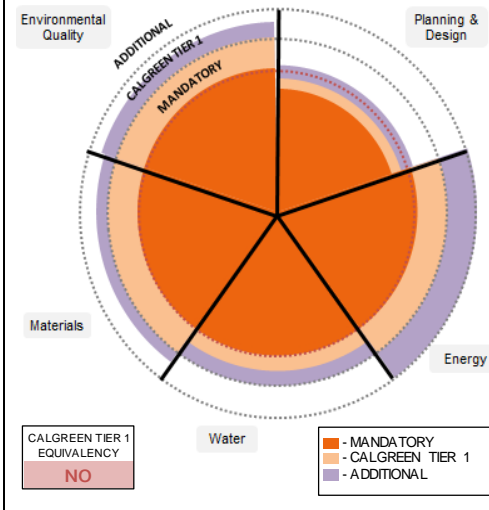 Environmental
Quality
Planning &
Design
ADDITIONAL
CALGREEN TIER 1
MANDATORY
Materials
Energy
Water
CALGREEN TIER 1
EQUIVALENCY
NO
- MANDATORY
- CALGREEN TIER 1
- ADDITIONAL